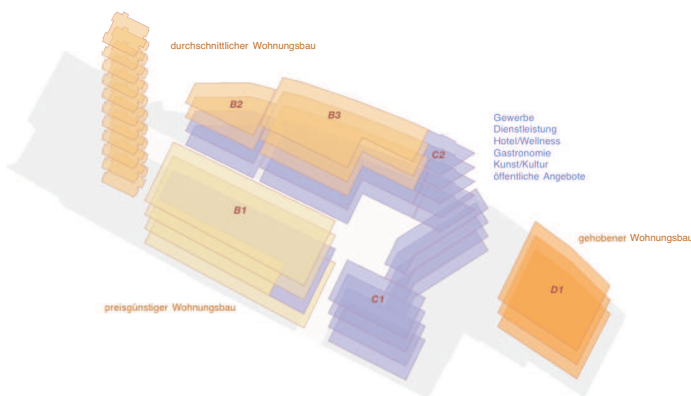 durchschnittlicher Wohnungsbau
B2
B3
Gewerbe
Dienstleistung
Hotel/Wellness
Gastronomie
Kunst/Kultur
öffentliche Angebote
C2
B1
gehobener Wohnungsbau
D1
C1
preisgünstiger Wohnungsbau